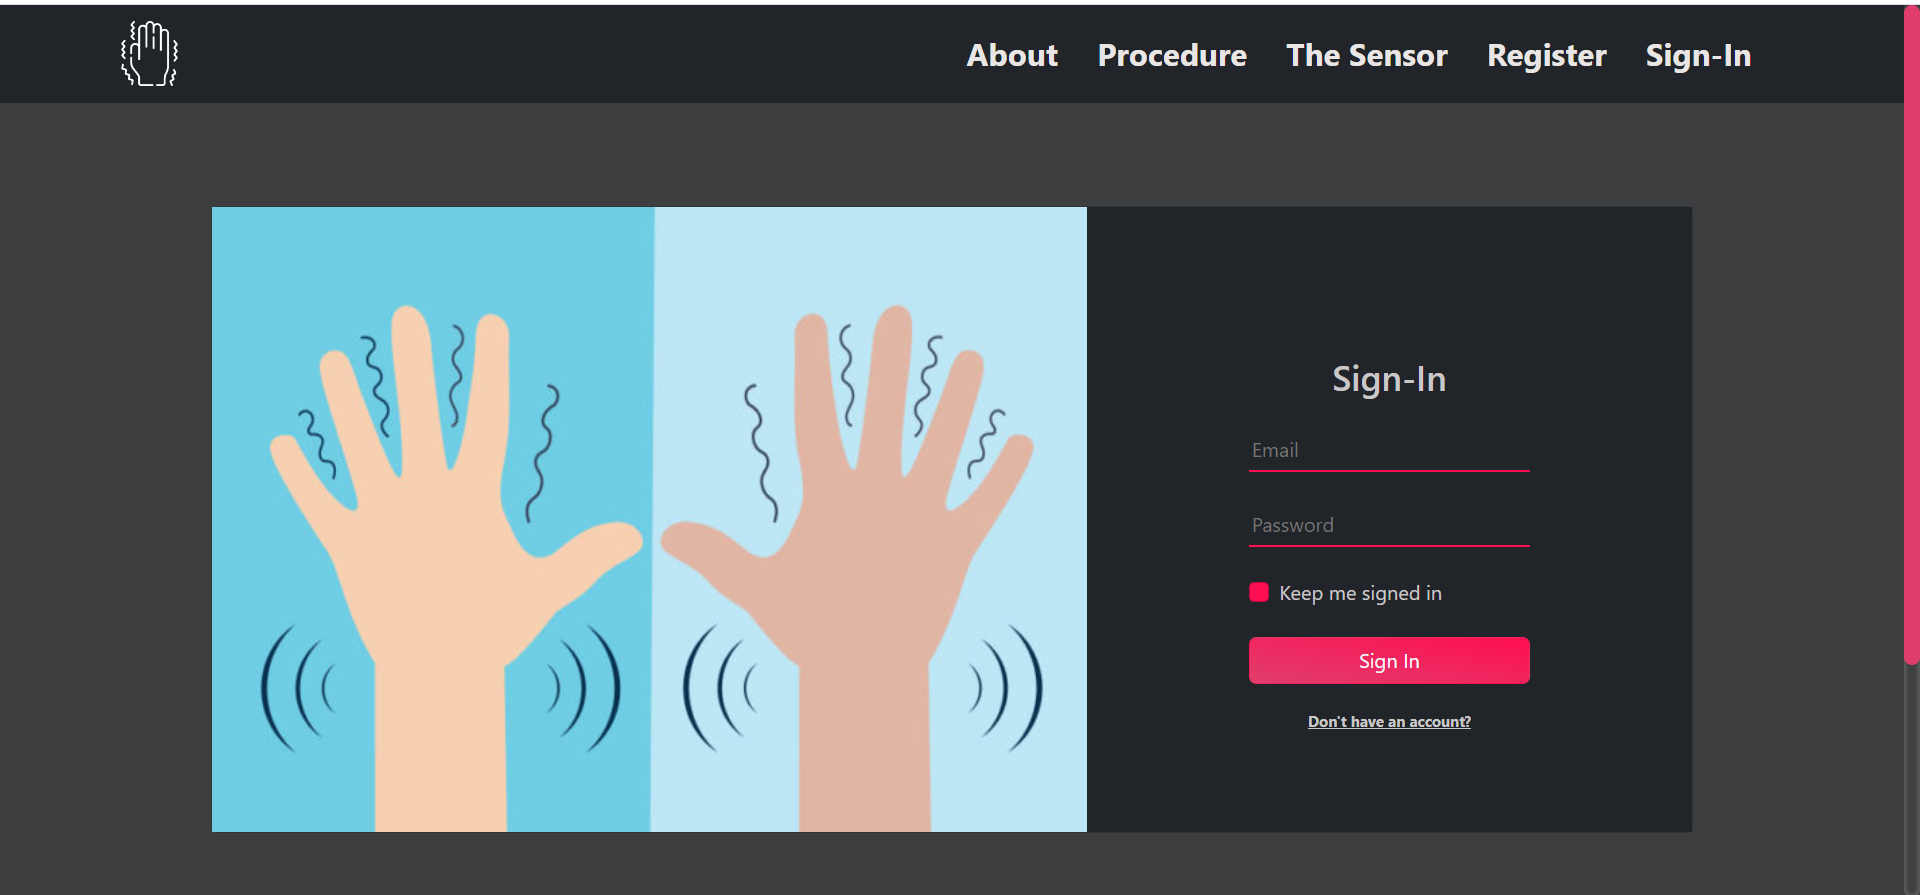 About Procedure The Sensor Register Sign-In
Sign-In
Email
Password
Keep me signed in
Sign In
Don't have an account?